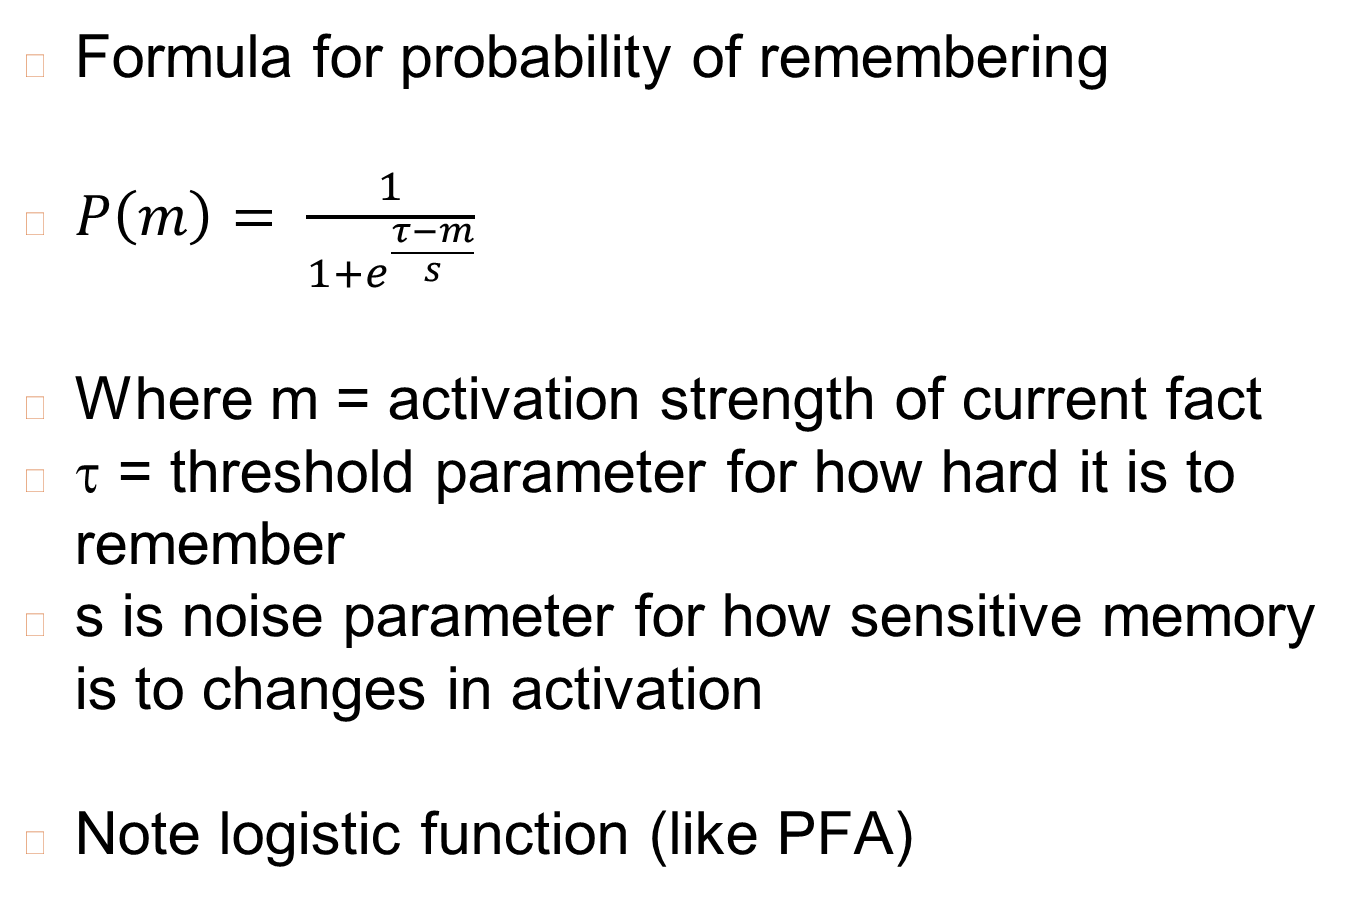 Formula for probability of remembering
P(m) = 1/(1+e^((τ−m)/s))
Where m = activation strength of current fact
τ = threshold parameter for how hard it is to
remember
s is noise parameter for how sensitive memory
is to changes in activation
Note logistic function (like PFA)